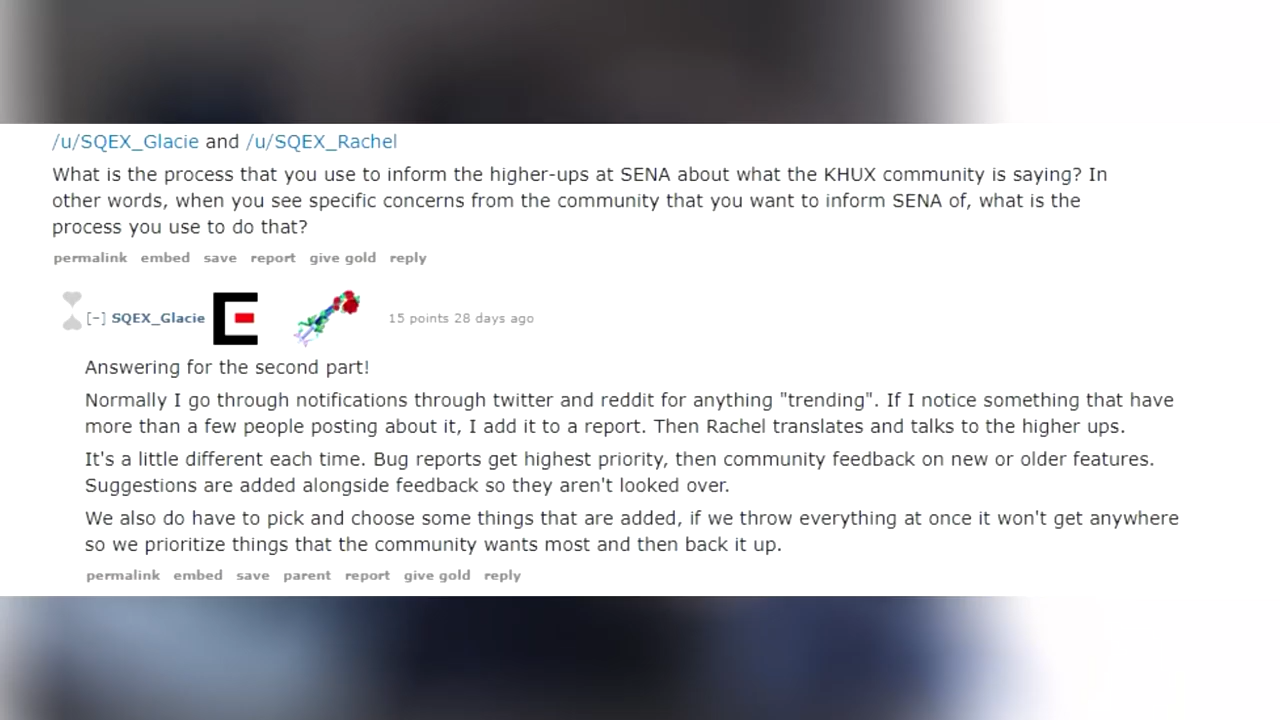 /u/SQEX_Glacie and /u/SQEX_Rachel
What is the process that you use to inform the higher-ups at SENA about what the KHUX community is saying? In
other words, when you see specific concerns from the community that you want to inform SENA of, what is the
process you use to do that?
permalink embed save report give gold reply
[–] SQEX_Glacie 15 points 28 days ago
Answering for the second part!
Normally I go through notifications through twitter and reddit for anything "trending". If I notice something that have
more than a few people posting about it, I add it to a report. Then Rachel translates and talks to the higher ups.
It's a little different each time. Bug reports get highest priority, then community feedback on new or older features.
Suggestions are added alongside feedback so they aren't looked over.
We also do have to pick and choose some things that are added, if we throw everything at once it won't get anywhere
so we prioritize things that the community wants most and then back it up.
permalink embed save parent report give gold reply